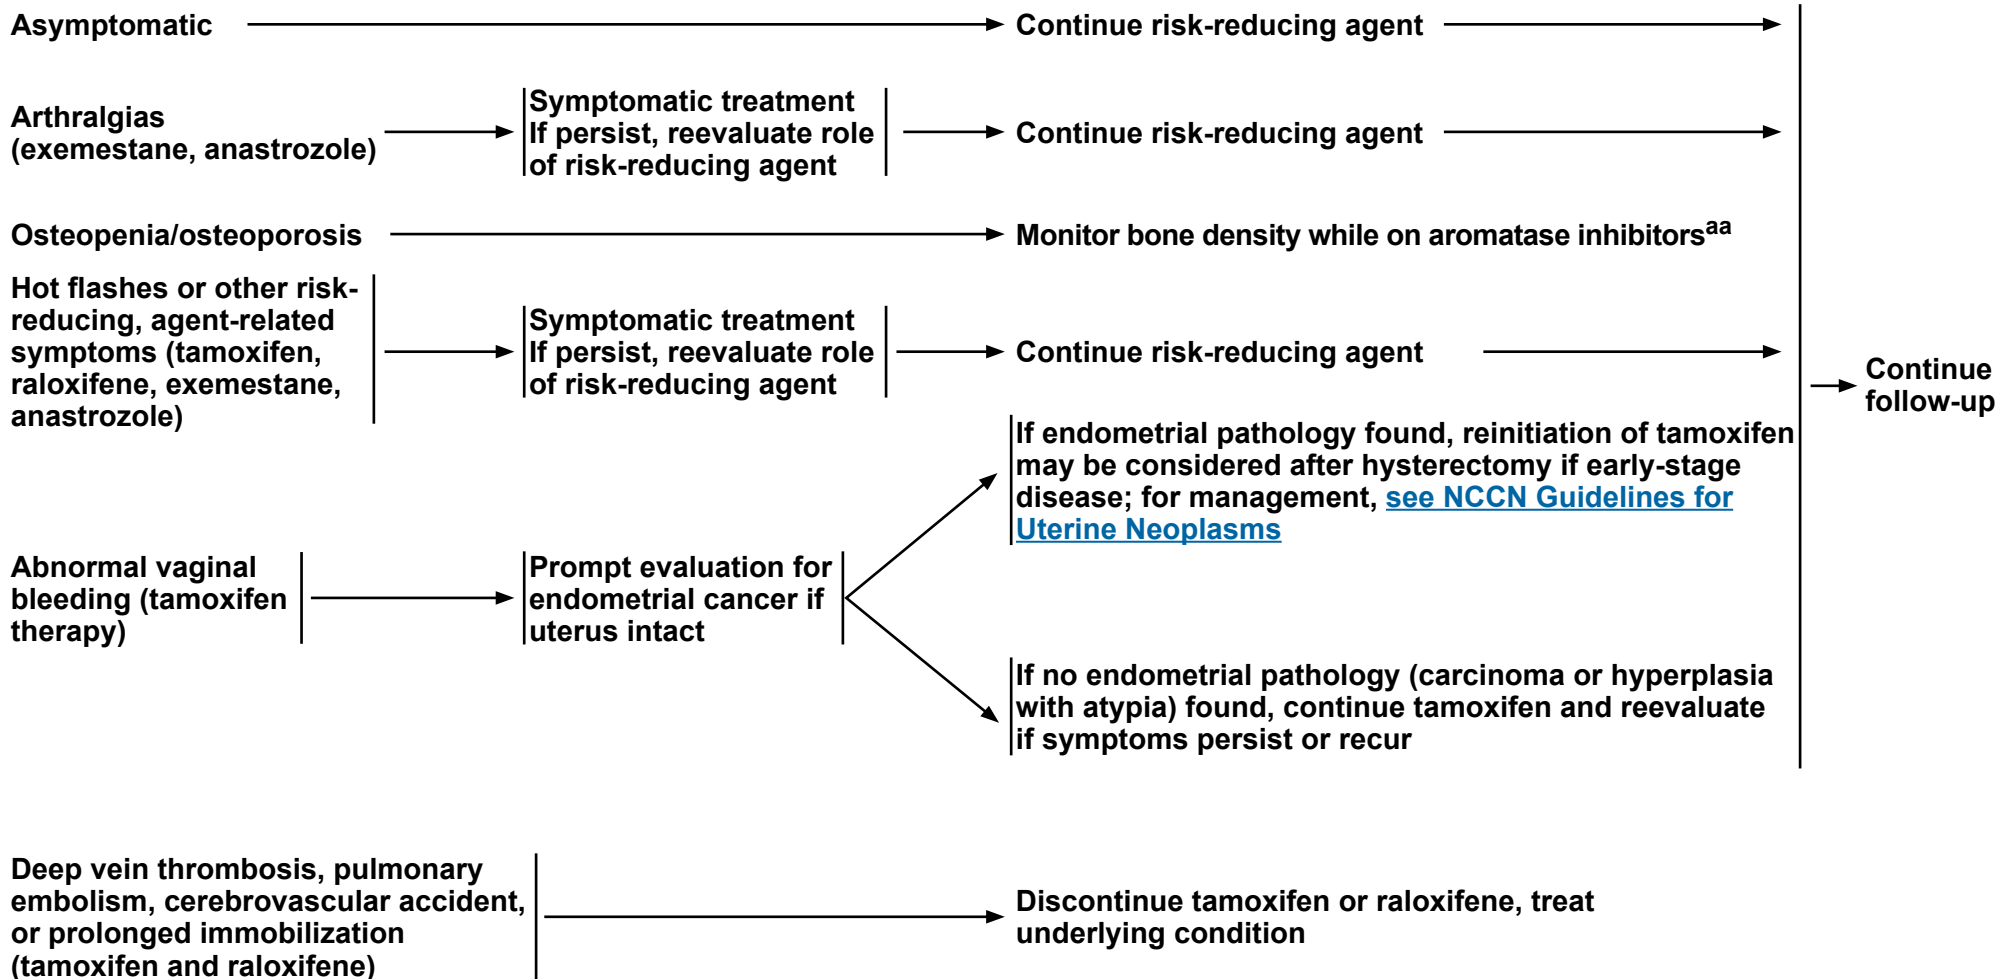 Asymptomatic
Continue risk-reducing agent
Arthralgias
(exemestane, anastrozole)
Symptomatic treatment
If persist, reevaluate role
of risk-reducing agent
Continue risk-reducing agent
Osteopenia/osteoporosis
Monitor bone density while on aromatase inhibitorsaa
Hot flashes or other risk-
reducing, agent-related
symptoms (tamoxifen,
raloxifene, exemestane,
anastrozole)
Symptomatic treatment
If persist, reevaluate role
of risk-reducing agent
Continue risk-reducing agent
Abnormal vaginal
bleeding (tamoxifen
therapy)
Prompt evaluation for
endometrial cancer if
uterus intact
If endometrial pathology found, reinitiation of tamoxifen
may be considered after hysterectomy if early-stage
disease; for management, see NCCN Guidelines for
Uterine Neoplasms
If no endometrial pathology (carcinoma or hyperplasia
with atypia) found, continue tamoxifen and reevaluate
if symptoms persist or recur
Continue
follow-up
Deep vein thrombosis, pulmonary
embolism, cerebrovascular accident,
or prolonged immobilization
(tamoxifen and raloxifene)
Discontinue tamoxifen or raloxifene, treat
underlying condition